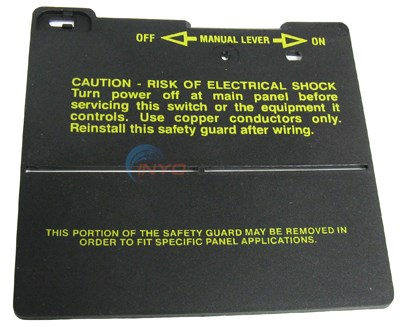 OFF MANUAL LEVER ON
CAUTION - RISK OF ELECTRICAL SHOCK
Turn power off at main panel before
servicing this switch or the equipment it
controls. Use copper conductors only.
Reinstall this safety guard after wiring.
INYO
THIS PORTION OF THE SAFETY GUARD MAY BE REMOVED IN
ORDER TO FIT SPECIFIC PANEL APPLICATIONS.